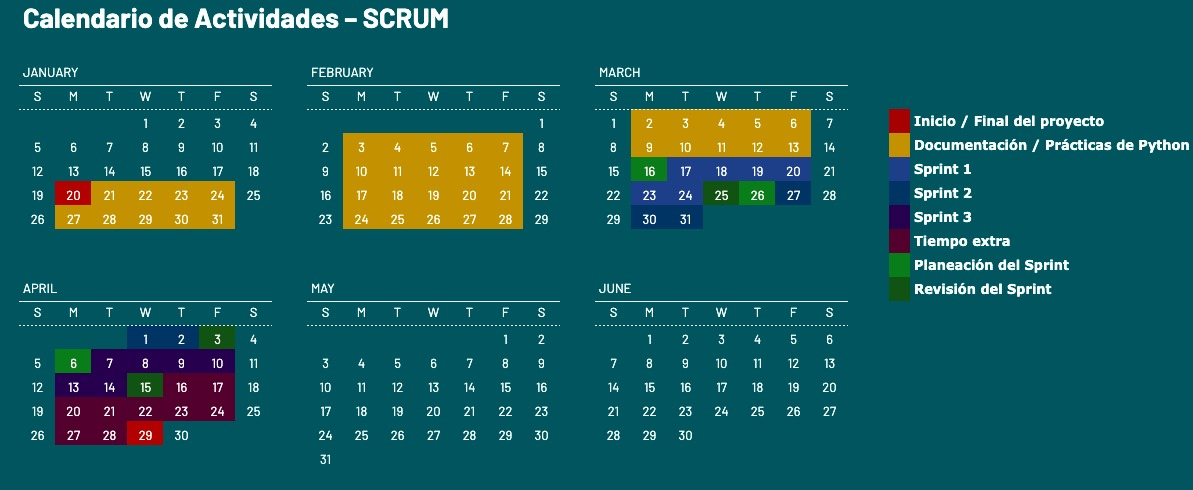 Calendario de Actividades – SCRUM
JANUARY
S M T W T F S
1 2 3 4
5 6 7 8 9 10 11
12 13 14 15 16 17 18
19 20 21 22 23 24 25
26 27 28 29 30 31
FEBRUARY
S M T W T F S
1
2 3 4 5 6 7 8
9 10 11 12 13 14 15
16 17 18 19 20 21 22
23 24 25 26 27 28 29
MARCH
S M T W T F S
1 2 3 4 5 6 7
8 9 10 11 12 13 14
15 16 17 18 19 20 21
22 23 24 25 26 27 28
29 30 31
Inicio / Final del proyecto
Documentación / Prácticas de Python
Sprint 1
Sprint 2
Sprint 3
Tiempo extra
Planeación del Sprint
Revisión del Sprint
APRIL
S M T W T F S
1 2 3 4
5 6 7 8 9 10 11
12 13 14 15 16 17 18
19 20 21 22 23 24 25
26 27 28 29 30
MAY
S M T W T F S
1 2
3 4 5 6 7 8 9
10 11 12 13 14 15 16
17 18 19 20 21 22 23
24 25 26 27 28 29 30
31
JUNE
S M T W T F S
1 2 3 4 5 6
7 8 9 10 11 12 13
14 15 16 17 18 19 20
21 22 23 24 25 26 27
28 29 30